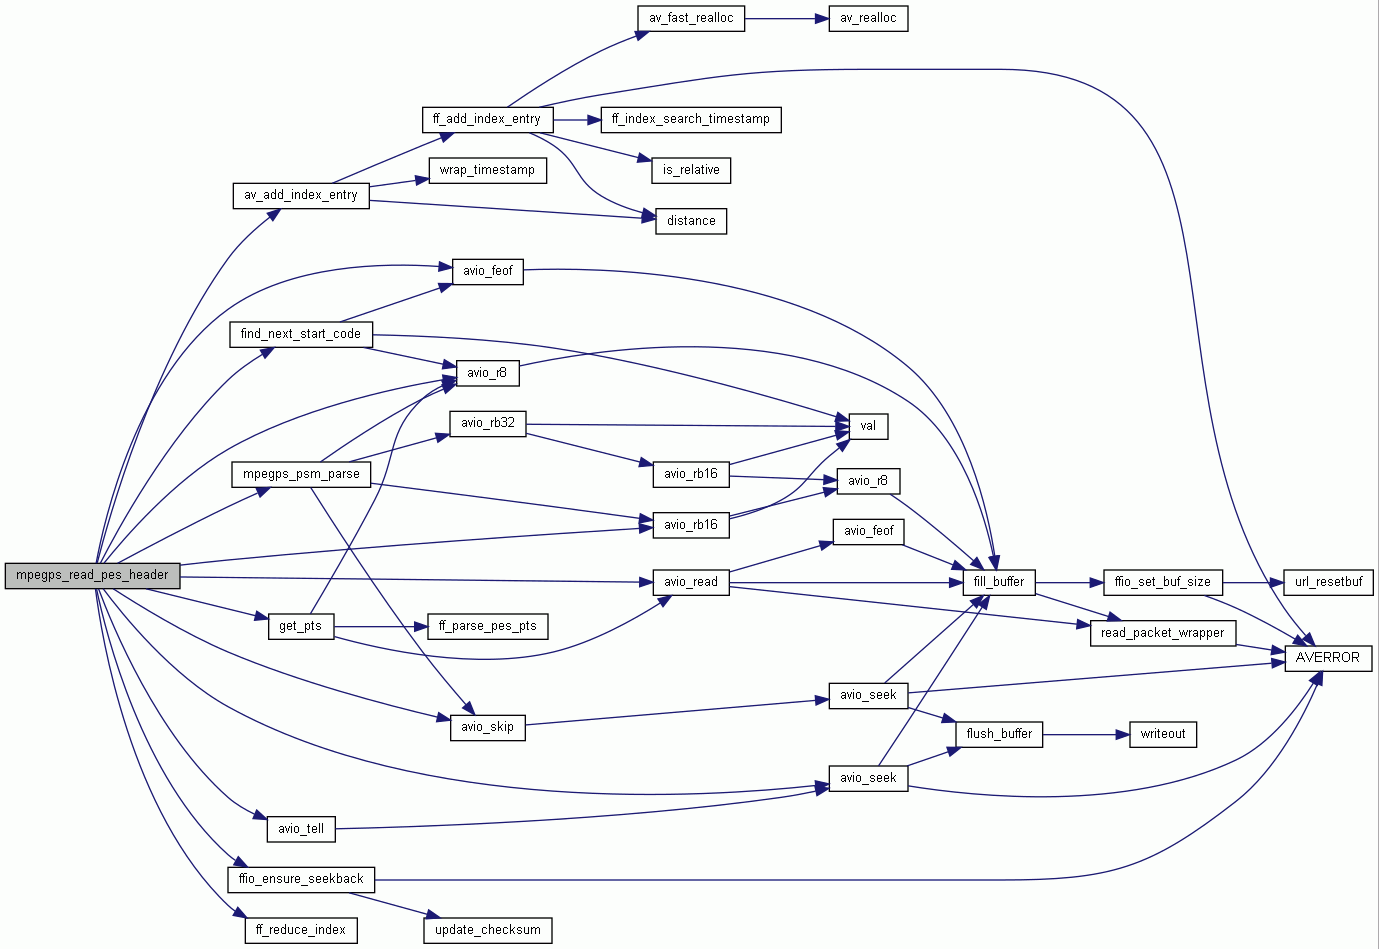 av_fast_realloc
av_realloc
ff_add_index_entry
ff_index_search_timestamp
wrap_timestamp
is_relative
av_add_index_entry
distance
avio_feof
find_next_start_code
avio_r8
avio_rb32
val
mpegps_psm_parse
avio_rb16
avio_r8
avio_rb16
avio_feof
mpegps_read_pes_header
avio_read
fill_buffer
ffio_set_buf_size
url_resetbuf
get_pts
ff_parse_pes_pts
read_packet_wrapper
AVERROR
avio_seek
avio_skip
flush_buffer
writeout
avio_seek
avio_tell
ffio_ensure_seekback
ff_reduce_index
update_checksum